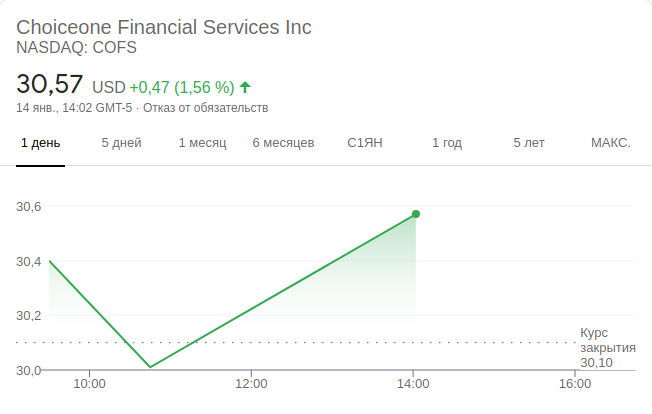 Choiceone Financial Services Inc
NASDAQ: COFS
30,57 USD +0,47 (1,56 %)
14 янв., 14:02 GMT-5 · Отказ от обязательств
1 день 5 дней 1 месяц 6 месяцев С1ЯН 1 год 5 лет МАКС.
30,6
30,4
30,2
30,0
Курс
закрытия
30,10
10:00 12:00 14:00 16:00